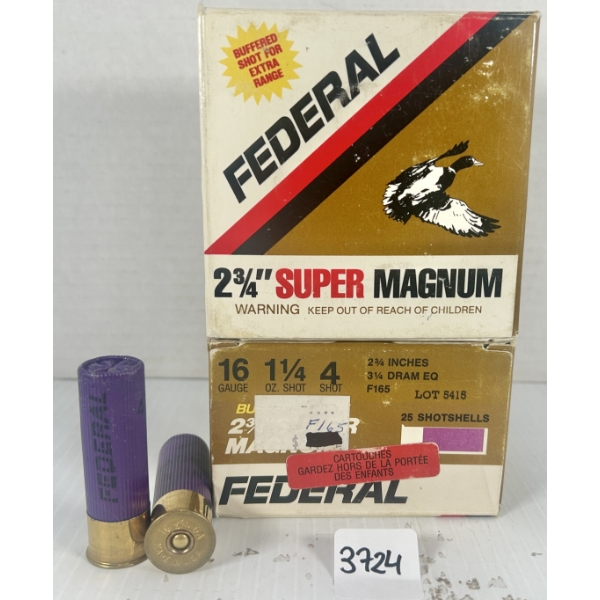 BUFFERED
SHOT FOR
EXTRA
RANGE
FEDERAL
2¾" SUPER MAGNUM
WARNING KEEP OUT OF REACH OF CHILDREN
16 1¼ 4
GAUGE OZ. SHOT SHOT
2¾ INCHES
3¼ DRAM EQ
F165 LOT 5415
25 SHOTSHELLS
F165
CARTOUCHES
GARDEZ HORS DE LA PORTÉE
DES ENFANTS
FEDERAL
FEDERAL
3724